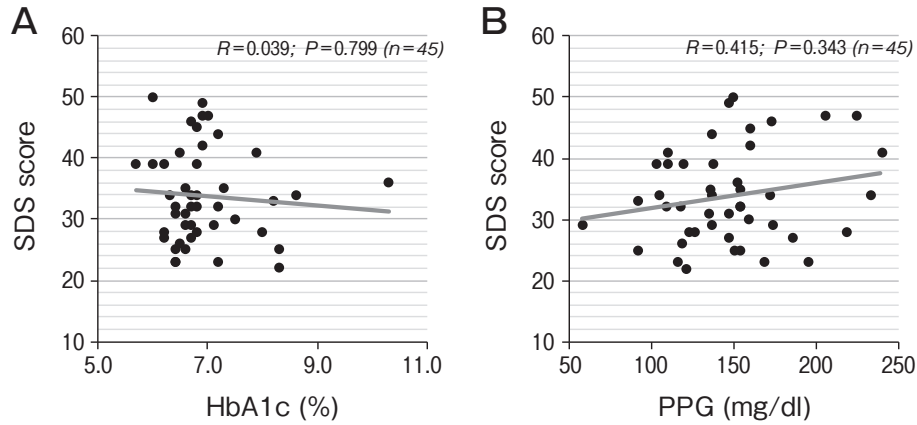 A
R=0.039; P=0.799 (n=45)
SDS score
60
50
40
30
20
10
5.0 7.0 9.0 11.0
HbA1c (%)
B
R=0.415; P=0.343 (n=45)
SDS score
60
50
40
30
20
10
50 100 150 200 250
PPG (mg/dl)